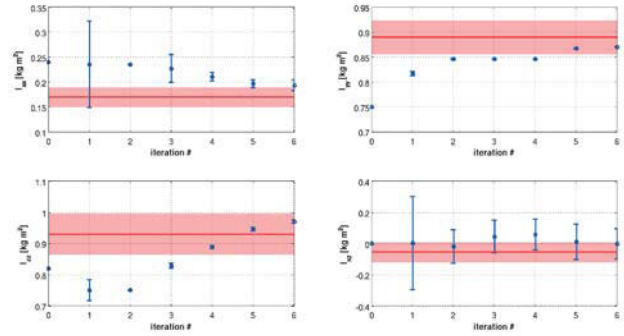 0.35 0.3 0.25 0.2 0.15 0.1
I_xx [kg m²]
0 1 2 3 4 5 6
iteration #
0.95 0.9 0.85 0.8 0.75 0.7
I_yy [kg m²]
0 1 2 3 4 5 6
iteration #
1.1 1 0.9 0.8 0.7
I_zz [kg m²]
0 1 2 3 4 5 6
iteration #
0.4 0.2 0 -0.2 -0.4
I_xz [kg m²]
0 1 2 3 4 5 6
iteration #